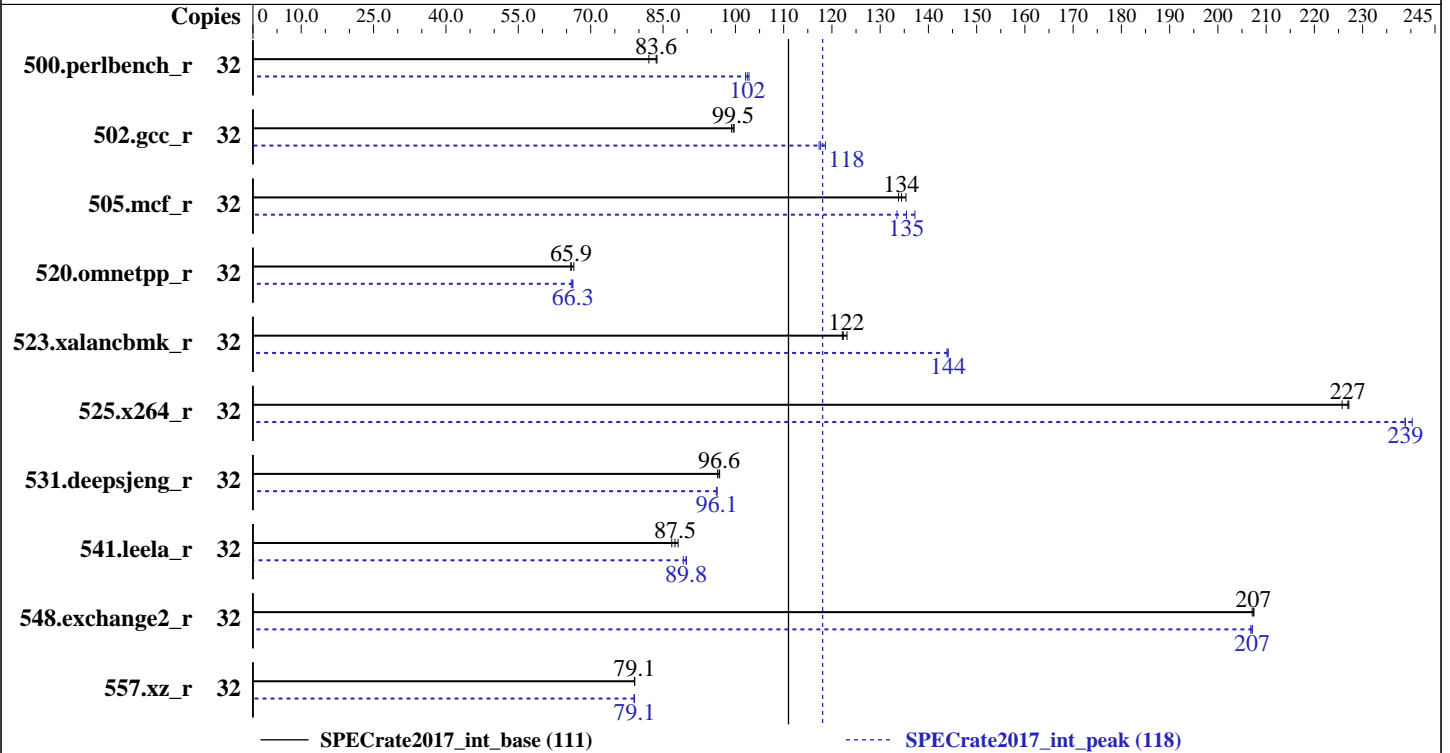 Copies 0 10.0 25.0 40.0 55.0 70.0 85.0 100 110 120 130 140 150 160 170 180 190 200 210 220 230 245
83.6
500.perlbench_r 32
102
99.5
502.gcc_r 32
118
134
505.mcf_r 32
135
65.9
520.omnetpp_r 32
66.3
122
523.xalancbmk_r 32
144
227
525.x264_r 32
239
96.6
531.deepsjeng_r 32
96.1
87.5
541.leela_r 32
89.8
207
548.exchange2_r 32
207
79.1
557.xz_r 32
79.1
SPECrate2017_int_base (111) SPECrate2017_int_peak (118)